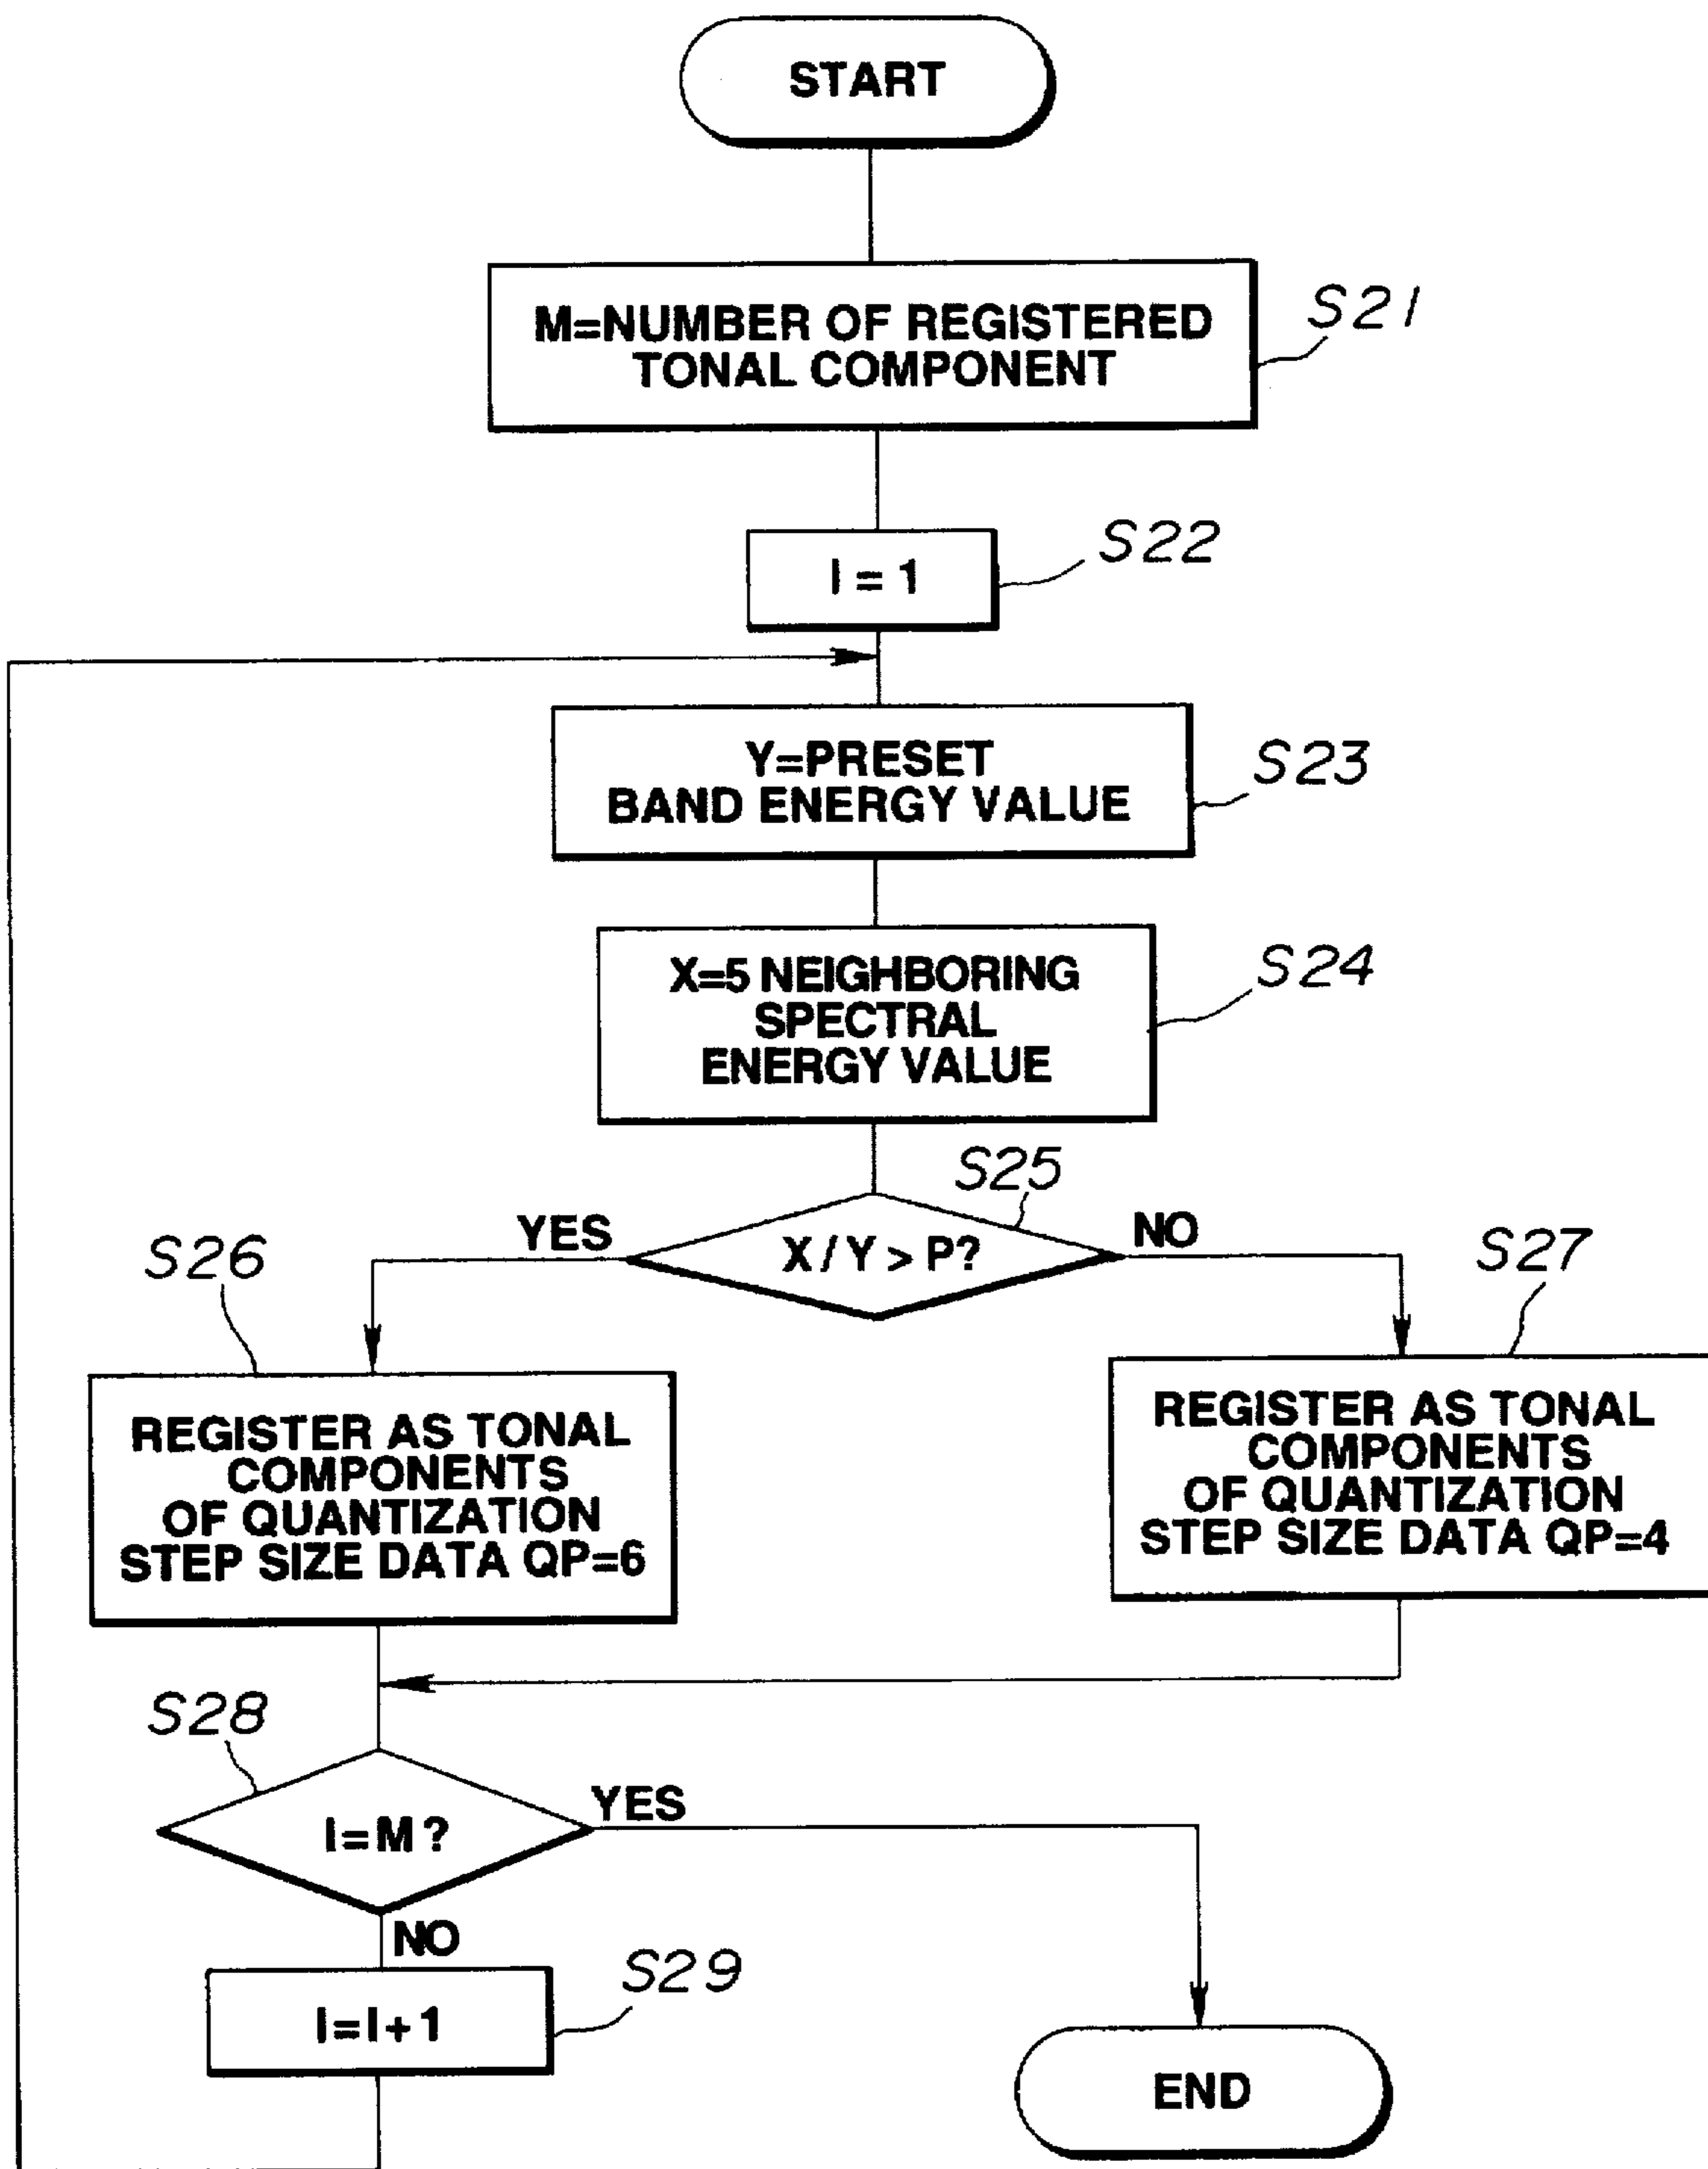 START
M=NUMBER OF REGISTERED
TONAL COMPONENT
S21
I = 1
S22
Y=PRESET
BAND ENERGY VALUE
S23
X=5 NEIGHBORING
SPECTRAL
ENERGY VALUE
S24
S25
X / Y > P?
YES
NO
S26
S27
REGISTER AS TONAL
COMPONENTS
OF QUANTIZATION
STEP SIZE DATA QP=6
REGISTER AS TONAL
COMPONENTS
OF QUANTIZATION
STEP SIZE DATA QP=4
S28
I=M ?
YES
NO
S29
I=I+1
END